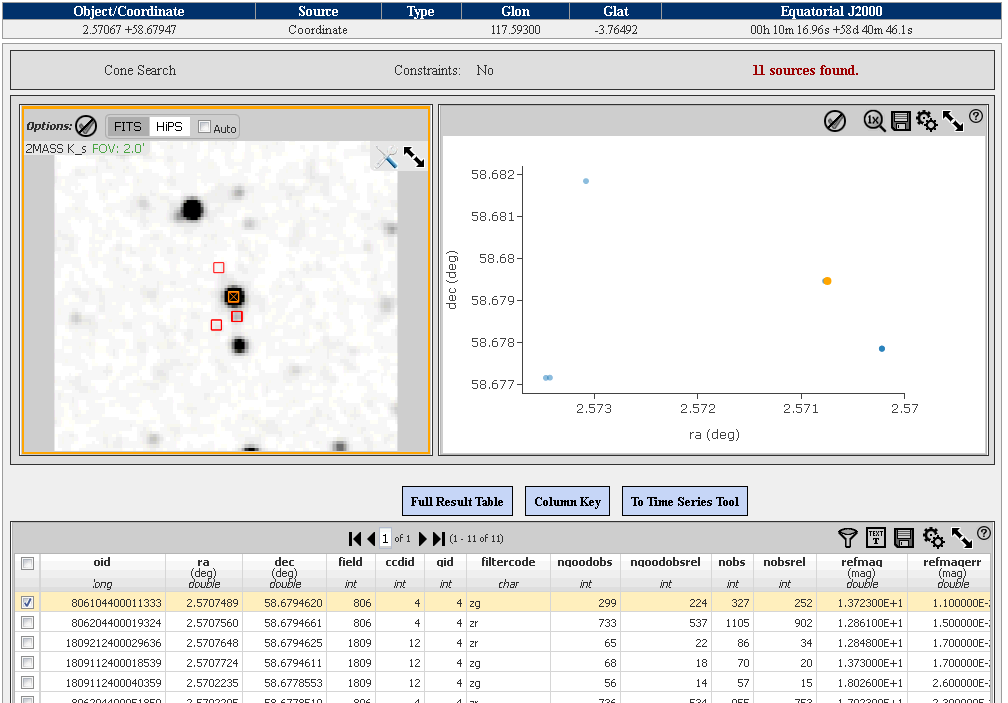 Object/Coordinate Source Type Glon Glat Equatorial J2000
2.57067 +58.67947 Coordinate 117.59300 -3.76492 00h 10m 16.96s +58d 40m 46.1s
Cone Search Constraints: No 11 sources found.
Options: FITS HiPS Auto
2MASS K_s FOV: 2.0'
1x ?
58.682
58.681
58.68
58.679
58.678
58.677
dec (deg)
2.573 2.572 2.571 2.57
ra (deg)
Full Result Table Column Key To Time Series Tool
1 of 1 (1 - 11 of 11) TEXT T ?
oid ra dec field ccdid qid filtercode ngoodobs ngoodobsrel nobs nobsrel refmag refmagerr
(deg) (deg) (mag) (mag)
long double double int int int char int int int int double double
806104400011333 2.5707489 58.6794620 806 4 4 zg 299 224 327 252 1.372300E+1 1.100000E-
806204400019324 2.5707560 58.6794661 806 4 4 zr 733 537 1105 902 1.286100E+1 1.500000E-
1809212400029636 2.5707648 58.6794625 1809 12 4 zr 65 22 86 34 1.284800E+1 1.700000E-
1809112400018539 2.5707724 58.6794611 1809 12 4 zg 68 18 70 20 1.373000E+1 1.700000E-
1809112400040359 2.5702235 58.6778553 1809 12 4 zg 56 14 57 15 1.802600E+1 2.600000E-